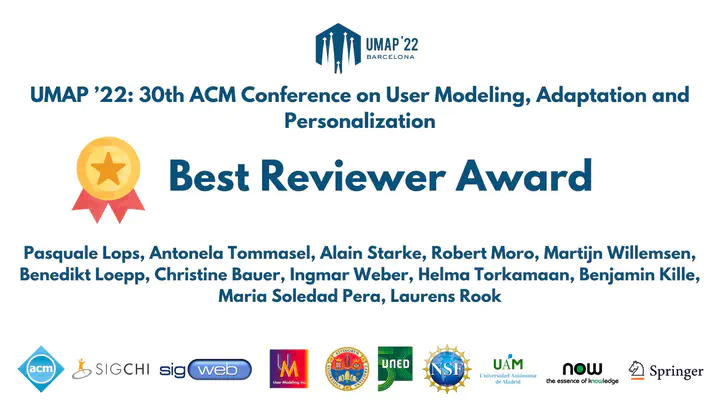 UMAP '22
BARCELONA
UMAP ’22: 30th ACM Conference on User Modeling, Adaptation and
Personalization
Best Reviewer Award
Pasquale Lops, Antonela Tommasel, Alain Starke, Robert Moro, Martijn Willemsen,
Benedikt Loepp, Christine Bauer, Ingmar Weber, Helma Torkamaan, Benjamin Kille,
Maria Soledad Pera, Laurens Rook
acm
SIGCHI
sig web
UM
User Modeling Inc.
UNED
NSF
UAM
Universidad Autónoma
de Madrid
now
the essence of knowledge
Springer